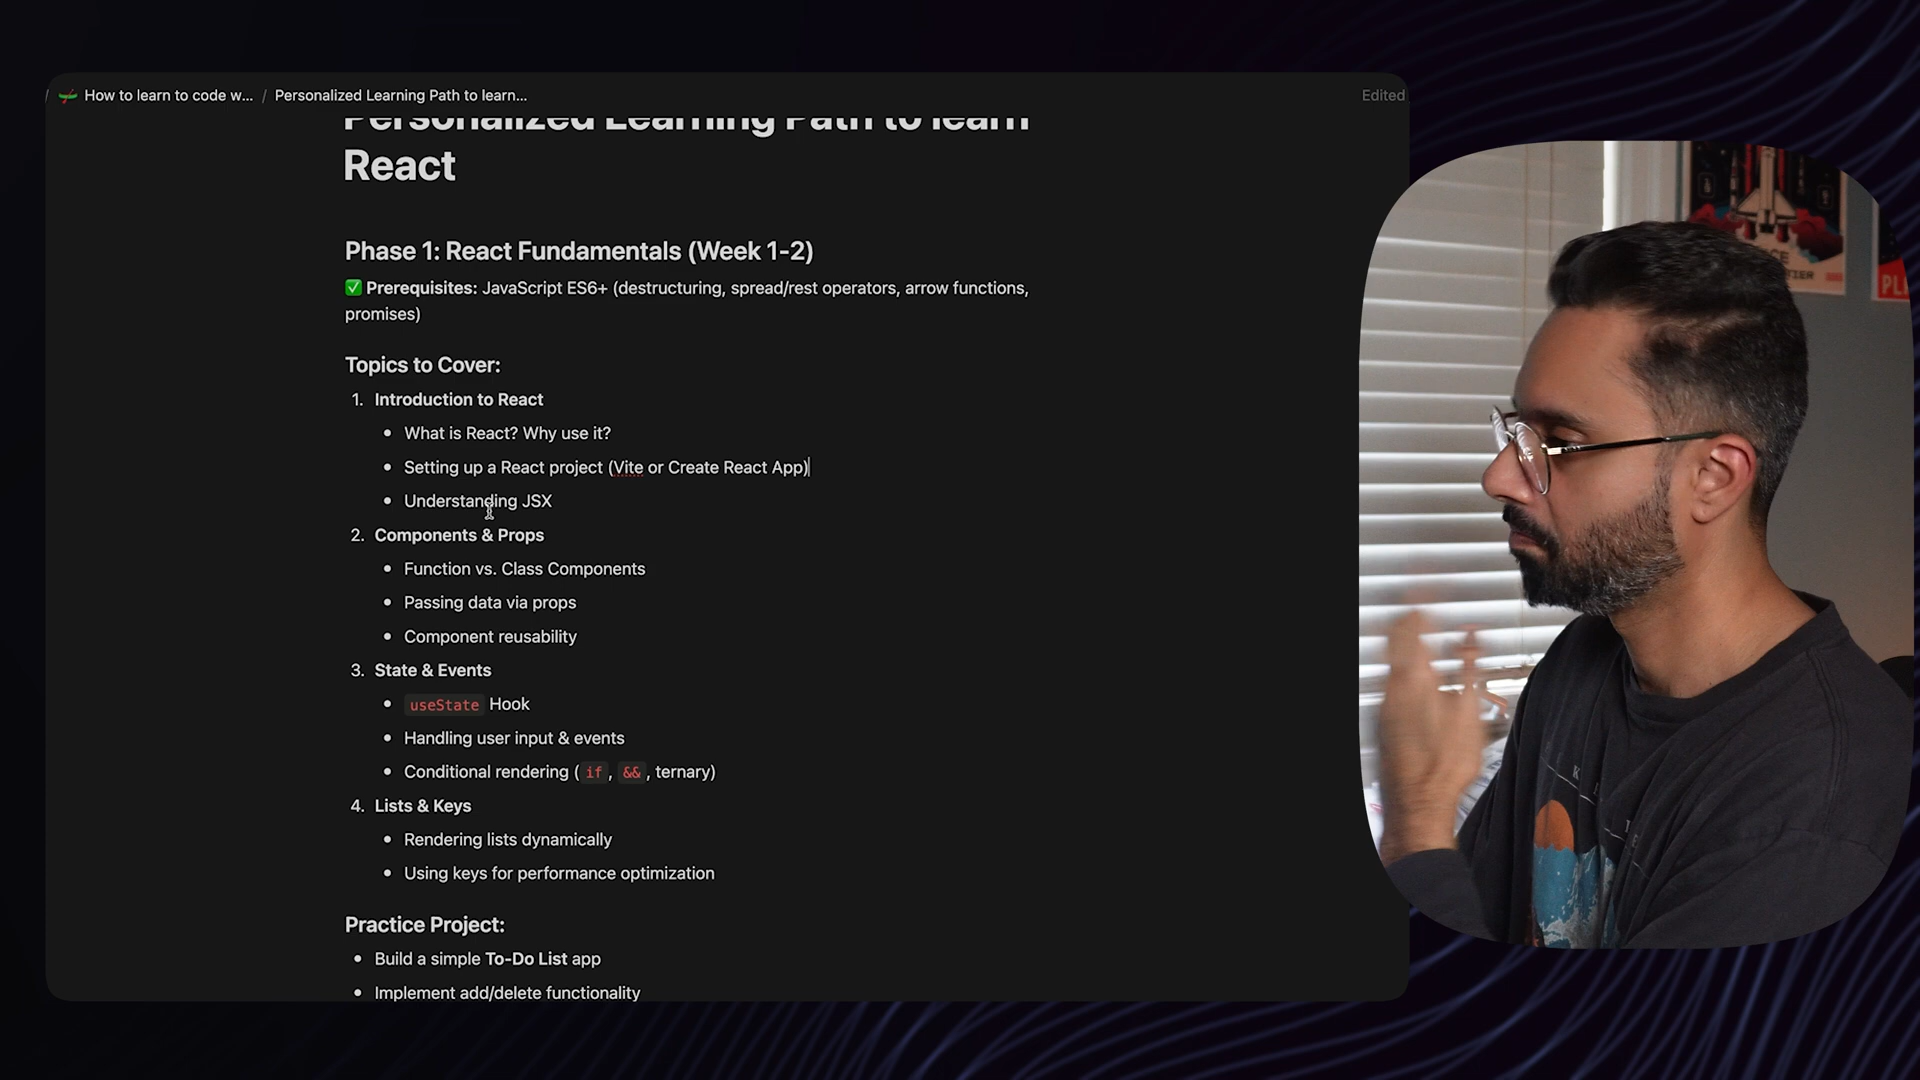 How to learn to code w... / Personalized Learning Path to learn...
Edited
Personalized Learning Path to learn
React
Phase 1: React Fundamentals (Week 1-2)
✅ Prerequisites: JavaScript ES6+ (destructuring, spread/rest operators, arrow functions,
promises)
Topics to Cover:
1. Introduction to React
• What is React? Why use it?
• Setting up a React project (Vite or Create React App)
• Understanding JSX
2. Components & Props
• Function vs. Class Components
• Passing data via props
• Component reusability
3. State & Events
• useState Hook
• Handling user input & events
• Conditional rendering ( if , && , ternary)
4. Lists & Keys
• Rendering lists dynamically
• Using keys for performance optimization
Practice Project:
• Build a simple To-Do List app
• Implement add/delete functionality